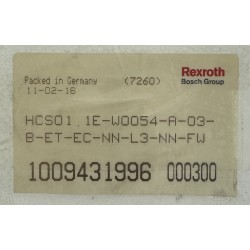 Packed in Germany (7260)
11-02-16
Rexroth
Bosch Group
HCS01.1E-W0054-A-03-
B-ET-EC-NN-L3-NN-FW
1009431996 000300